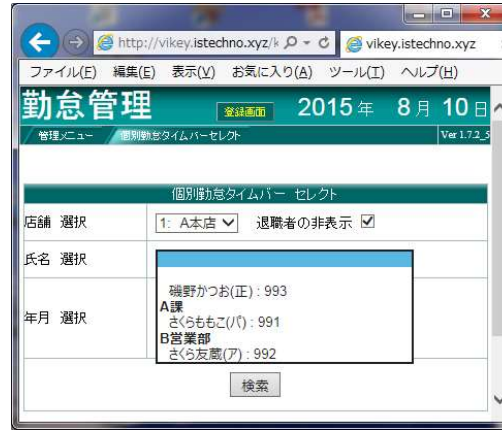 http://vikey.istechno.xyz/k
vikey.istechno.xyz
ファイル(F) 編集(E) 表示(V) お気に入り(A) ツール(T) ヘルプ(H)
勤怠管理 登録画面 2015年 8月 10日
管理メニュー 個別勤怠タイムバーセレクト Ver 1.7.2_5
個別勤怠タイムバー セレクト
店舗 選択 1: A本店 退職者の非表示
氏名 選択
磯野かつお(正) : 993
A課
さくらももこ(パ) : 991
B営業部
さくら友蔵(ア) : 992
年月 選択
検索